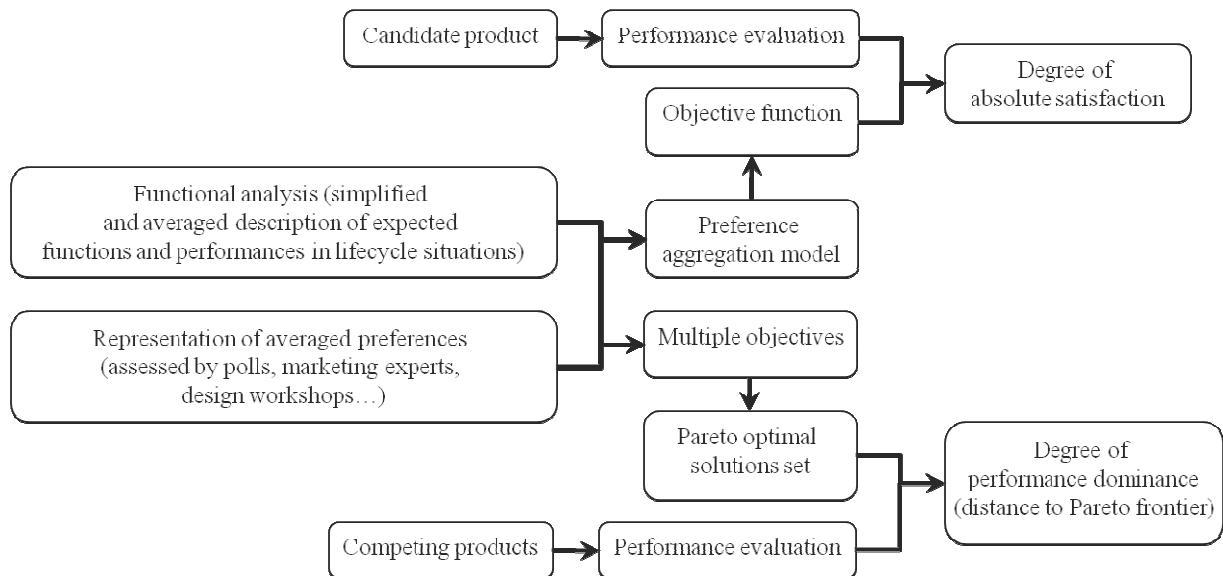 Candidate product
Performance evaluation
Degree of
absolute satisfaction
Objective function
Functional analysis (simplified
and averaged description of expected
functions and performances in lifecycle situations)
Preference
aggregation model
Representation of averaged preferences
(assessed by polls, marketing experts,
design workshops…)
Multiple objectives
Pareto optimal
solutions set
Degree of
performance dominance
(distance to Pareto frontier)
Competing products
Performance evaluation